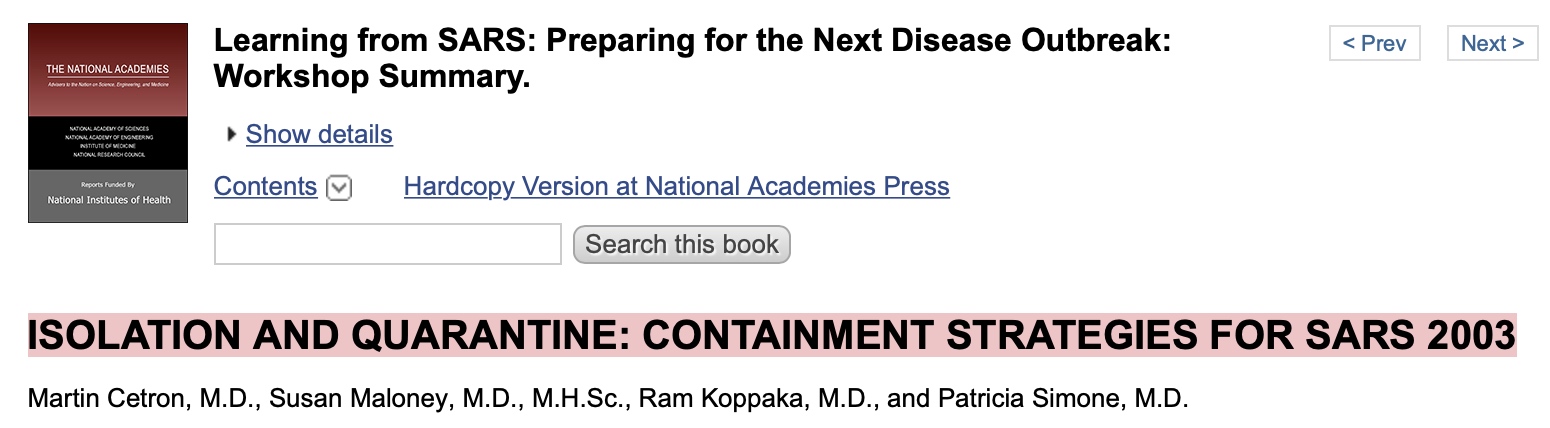 THE NATIONAL ACADEMIES
Advisers to the Nation on Science, Engineering, and Medicine
NATIONAL ACADEMY OF SCIENCES
NATIONAL ACADEMY OF ENGINEERING
INSTITUTE OF MEDICINE
NATIONAL RESEARCH COUNCIL
Reports Funded By
National Institutes of Health
Learning from SARS: Preparing for the Next Disease Outbreak:
Workshop Summary.
< Prev
Next >
Show details
Contents
Hardcopy Version at National Academies Press
Search this book
ISOLATION AND QUARANTINE: CONTAINMENT STRATEGIES FOR SARS 2003
Martin Cetron, M.D., Susan Maloney, M.D., M.H.Sc., Ram Koppaka, M.D., and Patricia Simone, M.D.